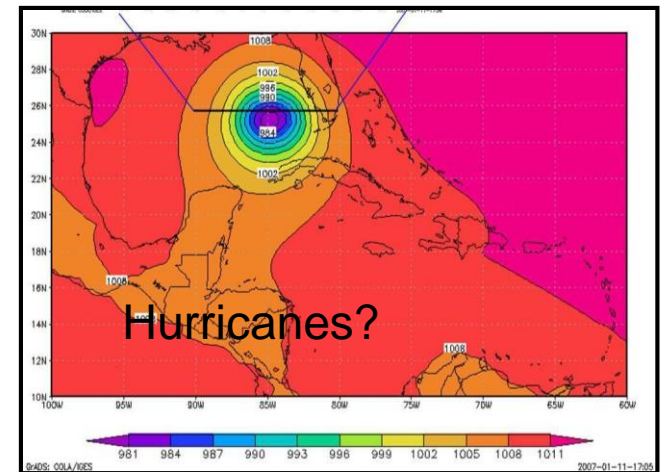 30N
1008
28N
1002
996
990
26N
24N
984
22N
1002
20N
18N
1008
16N
14N
Hurricanes?
12N
1008
10N
100W 95W 90W 85W 80W 75W 70W 65W 60W
981 984 987 990 993 996 999 1002 1005 1008 1011
GrADS: COLA/IGES
2007-01-11-17:05